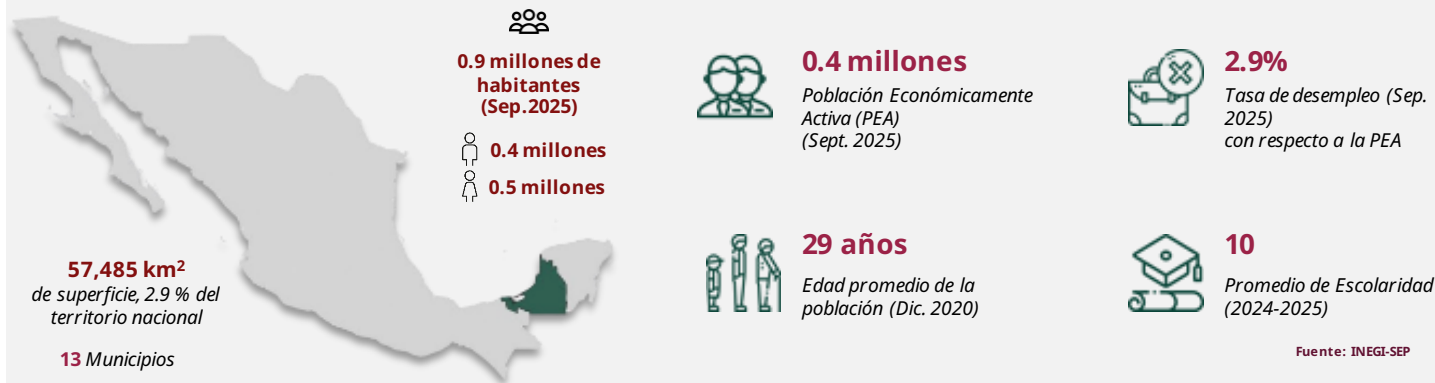 0.9 millones de
habitantes
(Sep.2025)
0.4 millones
0.5 millones
57,485 km²
de superficie, 2.9 % del
territorio nacional
13 Municipios
0.4 millones
Población Económicamente
Activa (PEA)
(Sept. 2025)
2.9%
Tasa de desempleo (Sep.
2025)
con respecto a la PEA
29 años
Edad promedio de la
población (Dic. 2020)
10
Promedio de Escolaridad
(2024-2025)
Fuente: INEGI-SEP